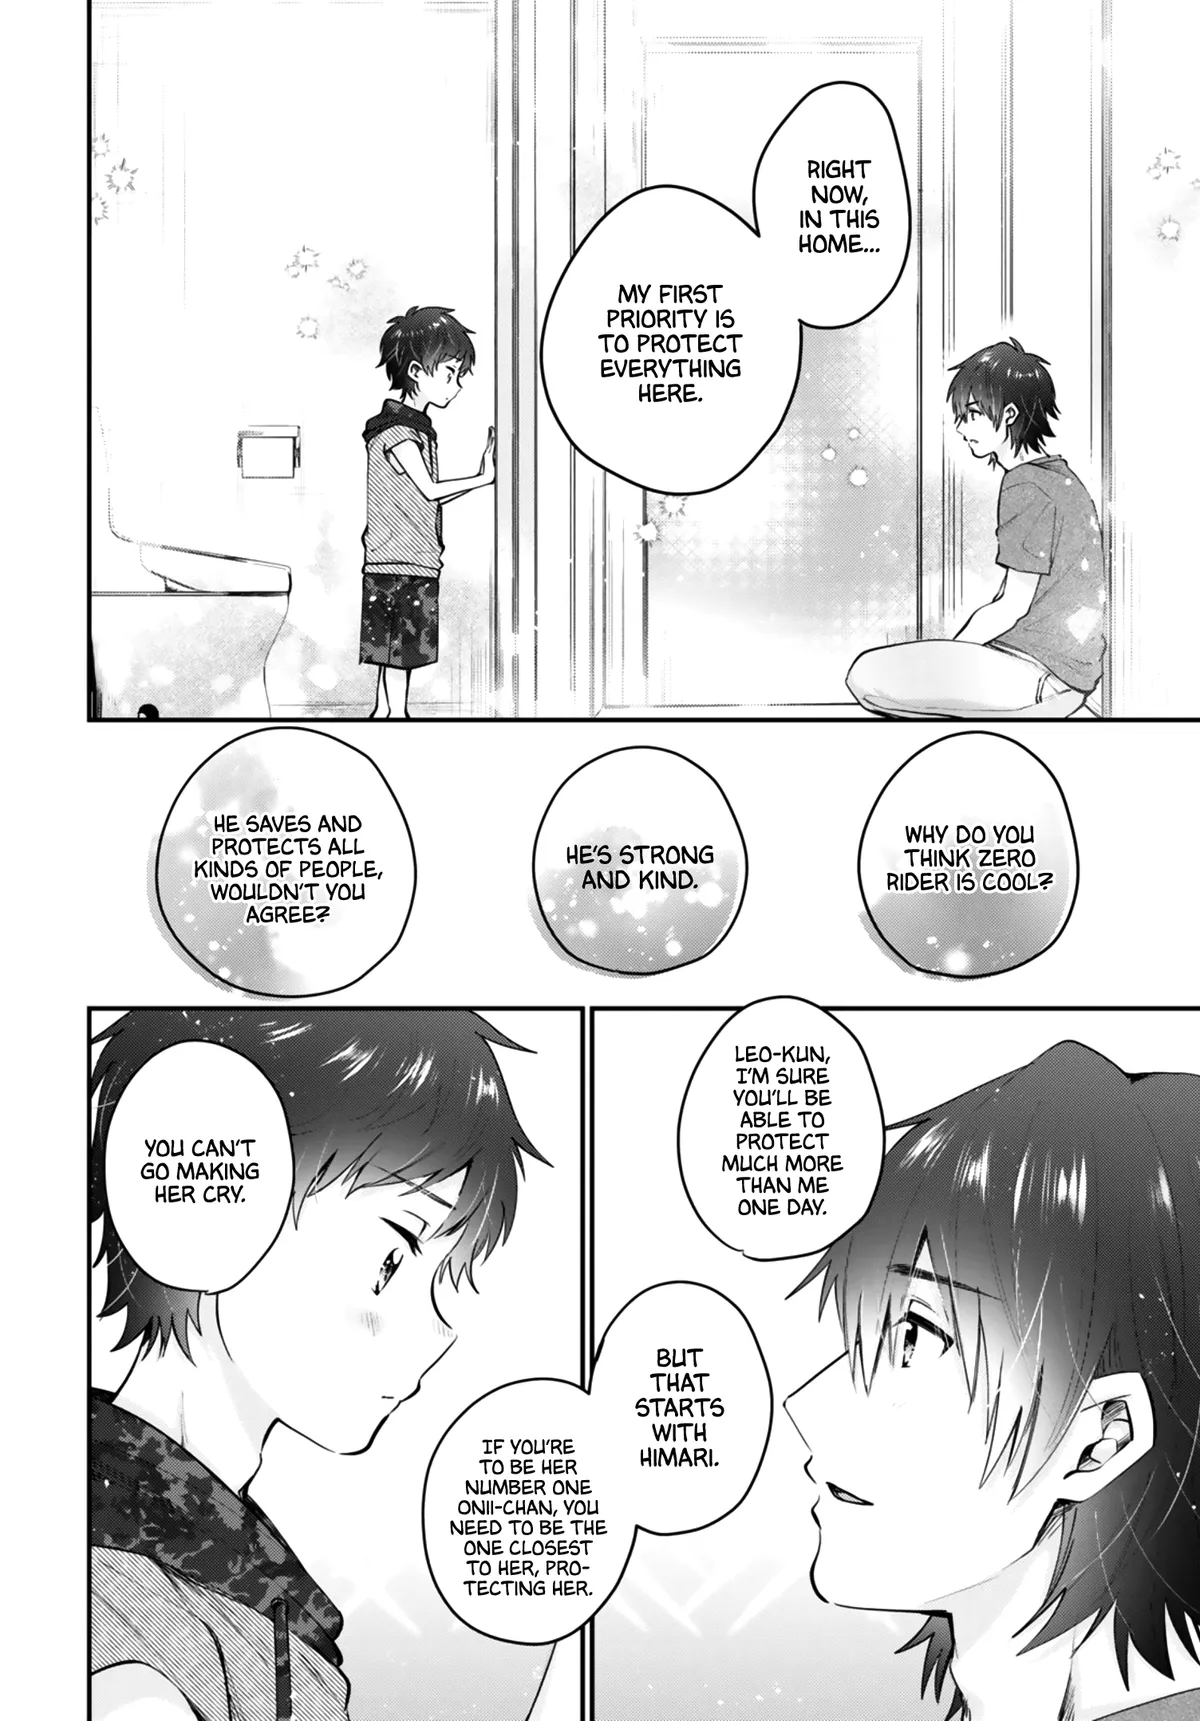 RIGHT
NOW,
IN THIS
HOME...
MY FIRST
PRIORITY IS
TO PROTECT
EVERYTHING
HERE.
WHY DO YOU
THINK ZERO
RIDER IS COOL?
HE'S STRONG
AND KIND.
HE SAVES AND
PROTECTS ALL
KINDS OF PEOPLE,
WOULDN'T YOU
AGREE?
LEO-KUN,
I'M SURE
YOU'LL BE
ABLE TO
PROTECT
MUCH MORE
THAN ME
ONE DAY.
BUT
THAT
STARTS
WITH
HIMARI.
IF YOU'RE
TO BE HER
NUMBER ONE
ONII-CHAN, YOU
NEED TO BE THE
ONE CLOSEST
TO HER, PRO-
TECTING HER.
YOU CAN'T
GO MAKING
HER CRY.